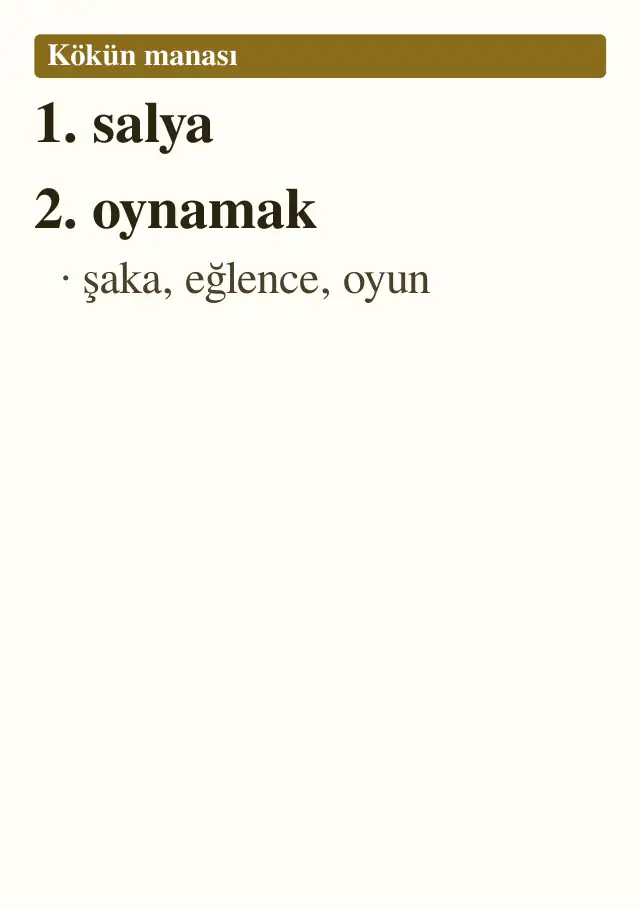 Kökün manası
1. salya
2. oynamak
· şaka, eğlence, oyun